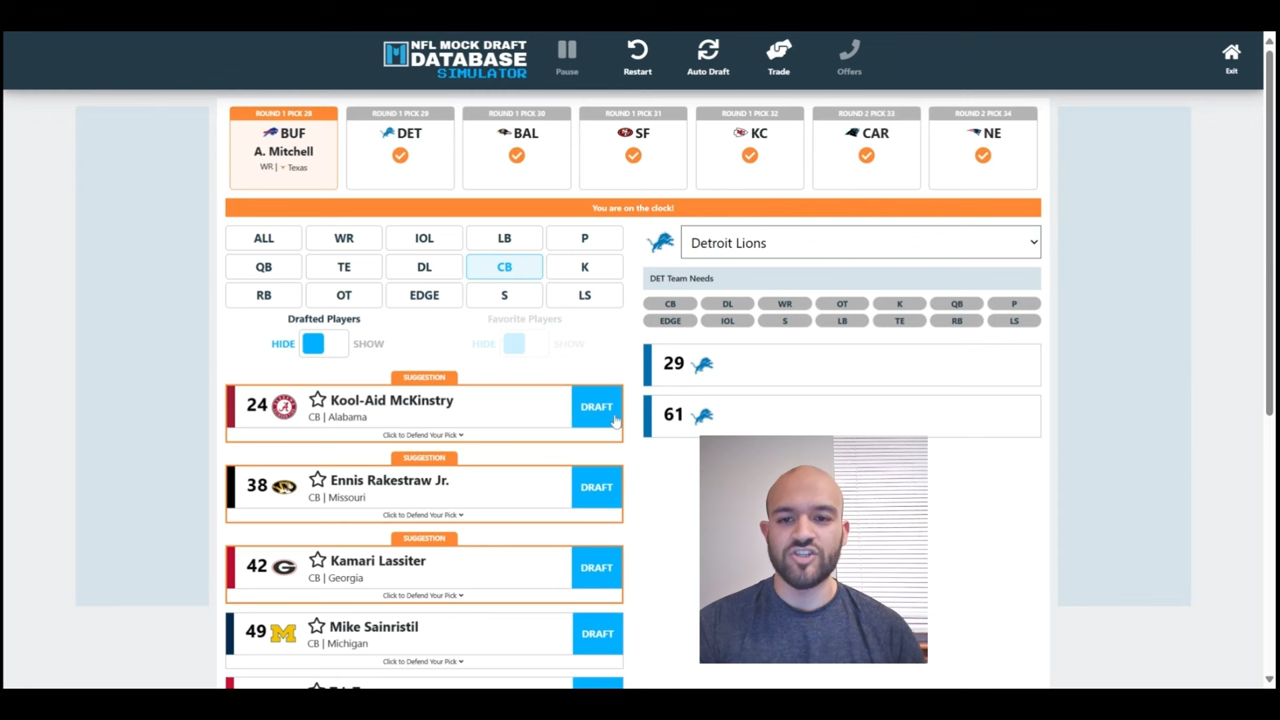 NFL MOCK DRAFT
DATABASE
SIMULATOR
Pause
Restart
Auto Draft
Trade
Offers
Exit
ROUND 1 PICK 28
BUF
A. Mitchell
WR | Texas
ROUND 1 PICK 29
DET
ROUND 1 PICK 30
BAL
ROUND 1 PICK 31
SF
ROUND 1 PICK 32
KC
ROUND 2 PICK 33
CAR
ROUND 2 PICK 34
NE
You are on the clock!
ALL WR IOL LB P
QB TE DL CB K
RB OT EDGE S LS
Drafted Players
HIDE SHOW
Favorite Players
HIDE SHOW
SUGGESTION
24 Kool-Aid McKinstry
CB | Alabama
DRAFT
Click to Defend Your Pick
SUGGESTION
38 Ennis Rakestraw Jr.
CB | Missouri
DRAFT
Click to Defend Your Pick
SUGGESTION
42 Kamari Lassiter
CB | Georgia
DRAFT
Click to Defend Your Pick
49 Mike Sainristil
CB | Michigan
DRAFT
Click to Defend Your Pick
Detroit Lions
DET Team Needs
CB DL WR OT K QB P
EDGE IOL S LB TE RB LS
29
61